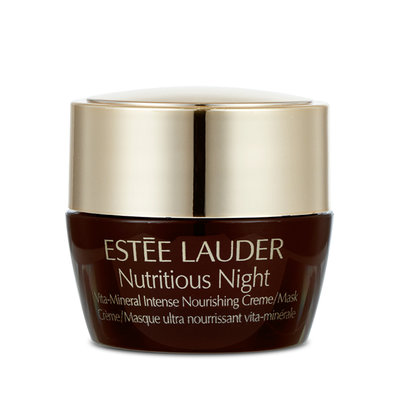 ESTĒE LAUDER
Nutritious Night
Vita-Mineral Intense Nourishing Creme/Mask
Crème/Masque ultra nourrissant vita-minérale